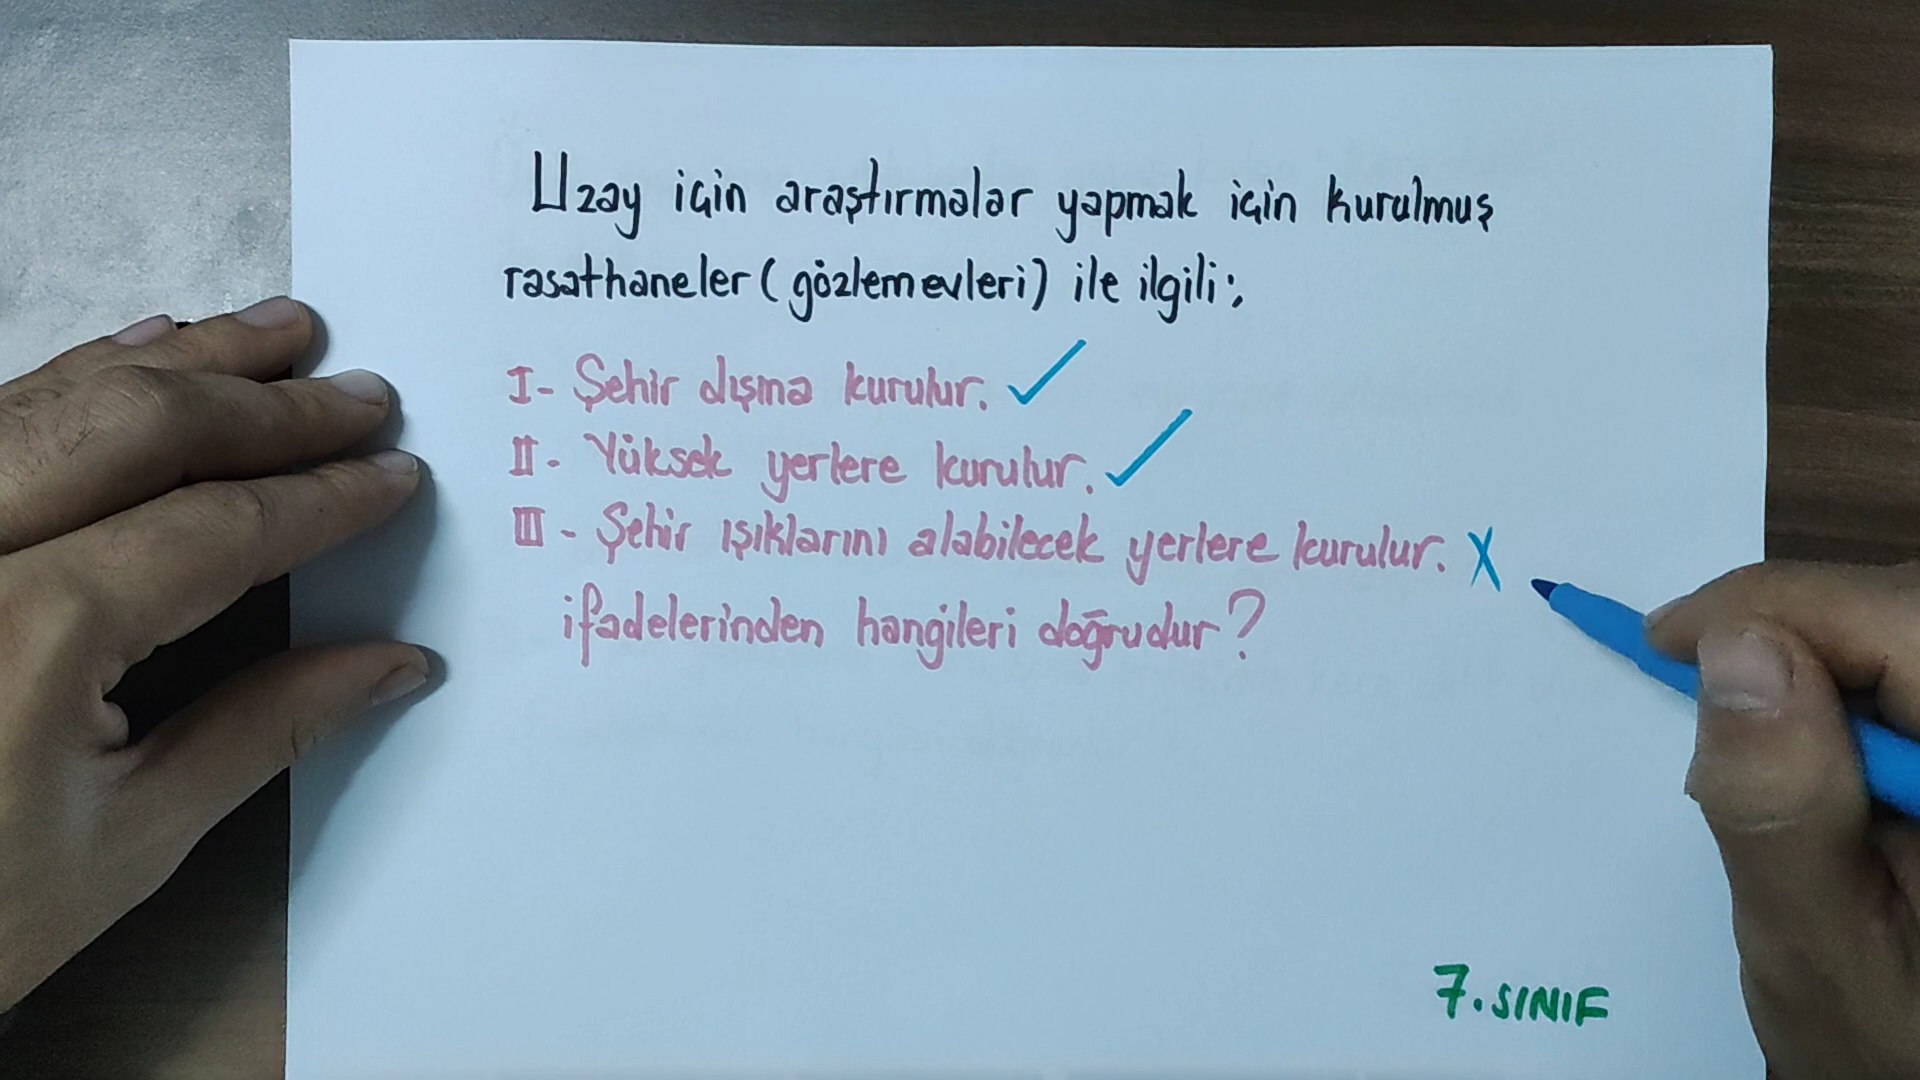 Uzay için araştırmalar yapmak için kurulmuş
rasathaneler (gözlemevleri) ile ilgili;
I- Şehir dışına kurulur. ✓
II- Yüksek yerlere kurulur. ✓
III- Şehir ışıklarını alabilecek yerlere kurulur. X
ifadelerinden hangileri doğrudur?
7. SINIF